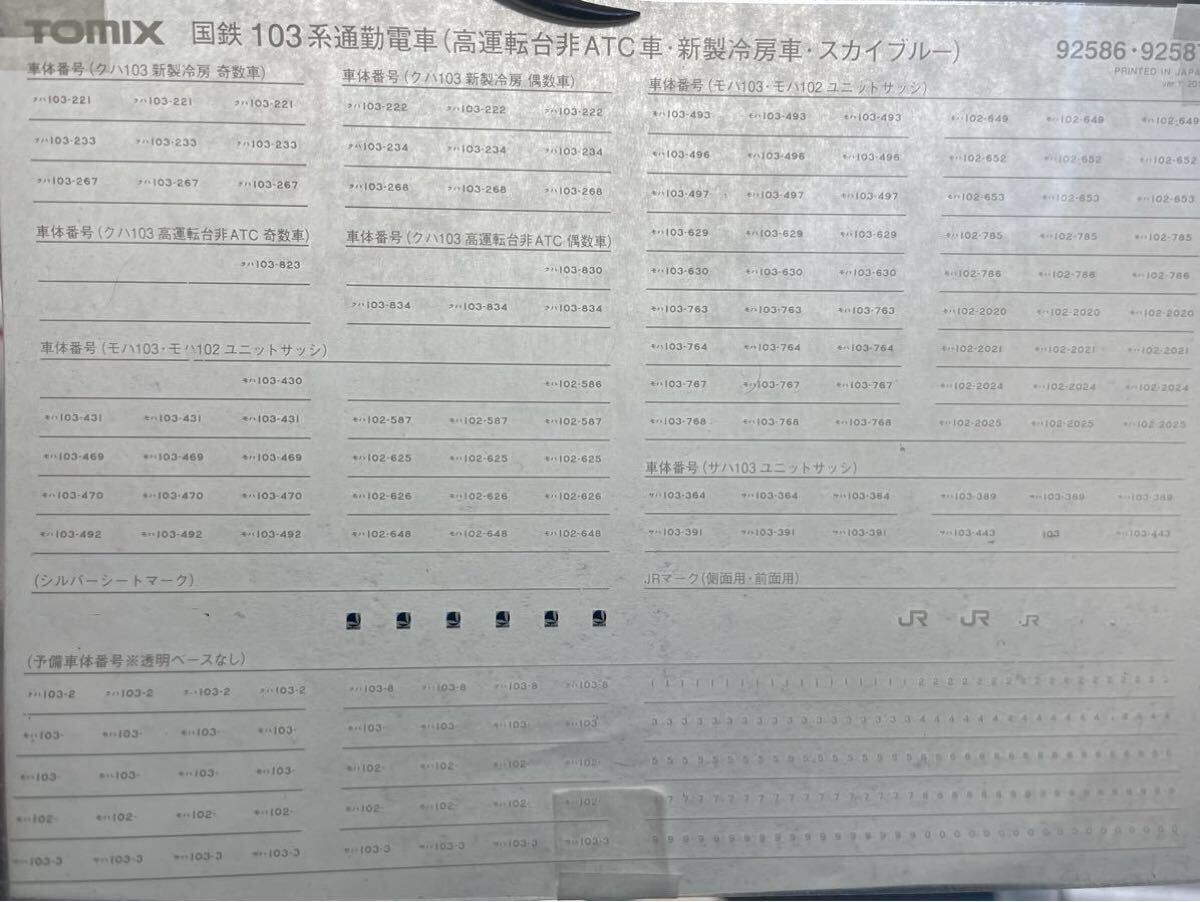 TOMIX 国鉄 103系通勤電車(高運転台非ATC車・新製冷房車・スカイブルー) 92586・9258
PRINTED IN JAPA
車体番号(クハ103 新製冷房 奇数車)
クハ103-221 クハ103-221 クハ103-221
クハ103-233 クハ103-233 クハ103-233
クハ103-267 クハ103-267 クハ103-267
車体番号(クハ103 高運転台非ATC 奇数車)
クハ103-823
車体番号(クハ103 新製冷房 偶数車)
クハ103-222 クハ103-222 クハ103-222
クハ103-234 クハ103-234 クハ103-234
クハ103-268 クハ103-268 クハ103-268
車体番号(クハ103 高運転台非ATC 偶数車)
クハ103-830
クハ103-834 クハ103-834 クハ103-834
車体番号(モハ103・モハ102 ユニットサッシ)
モハ103-430 モハ102-586
モハ103-431 モハ103-431 モハ103-431 モハ102-587 モハ102-587 モハ102-587
モハ103-469 モハ103-469 モハ103-469 モハ102-625 モハ102-625 モハ102-625
モハ103-470 モハ103-470 モハ103-470 モハ102-626 モハ102-626 モハ102-626
モハ103-492 モハ103-492 モハ103-492 モハ102-648 モハ102-648 モハ102-648
車体番号(モハ103・モハ102 ユニットサッシ)
モハ103-493 モハ103-493 モハ103-493 モハ102-649 モハ102-649 モハ102-649
モハ103-496 モハ103-496 モハ103-496 モハ102-652 モハ102-652 モハ102-652
モハ103-497 モハ103-497 モハ103-497 モハ102-653 モハ102-653 モハ102-653
モハ103-629 モハ103-629 モハ103-629 モハ102-785 モハ102-785 モハ102-785
モハ103-630 モハ103-630 モハ103-630 モハ102-786 モハ102-786 モハ102-786
モハ103-763 モハ103-763 モハ103-763 モハ102-2020 モハ102-2020 モハ102-2020
モハ103-764 モハ103-764 モハ103-764 モハ102-2021 モハ102-2021 モハ102-2021
モハ103-767 モハ103-767 モハ103-767 モハ102-2024 モハ102-2024 モハ102-2024
モハ103-768 モハ103-768 モハ103-768 モハ102-2025 モハ102-2025 モハ102-2025
車体番号(サハ103 ユニットサッシ)
サハ103-364 サハ103-364 サハ103-364 サハ103-389 サハ103-389 サハ103-389
サハ103-391 サハ103-391 サハ103-391 サハ103-443 103 サハ103-443
(シルバーシートマーク)
JRマーク(側面用・前面用)
JR JR JR
(予備車体番号※透明ベースなし)
クハ103-2 クハ103-2 クハ103-2 クハ103-2 クハ103-8 クハ103-8 クハ103-8 クハ103-8
モハ103- モハ103- モハ103- モハ103- モハ103- モハ103- モハ103- モハ103
モハ103- モハ103- モハ103- モハ103- モハ102- モハ102- モハ102- モハ102-
モハ102- モハ102- モハ102- モハ102- モハ102- モハ102- モハ102- モハ102-
サハ103-3 サハ103-3 サハ103-3 サハ103-3 サハ103-3 サハ103-3 サハ103-3 サハ103-3